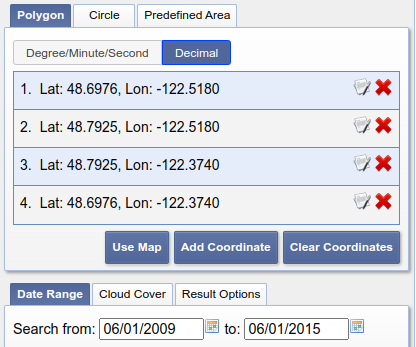 Polygon Circle Predefined Area
Degree/Minute/Second Decimal
1. Lat: 48.6976, Lon: -122.5180
2. Lat: 48.7925, Lon: -122.5180
3. Lat: 48.7925, Lon: -122.3740
4. Lat: 48.6976, Lon: -122.3740
Use Map Add Coordinate Clear Coordinates
Date Range Cloud Cover Result Options
Search from: 06/01/2009 to: 06/01/2015